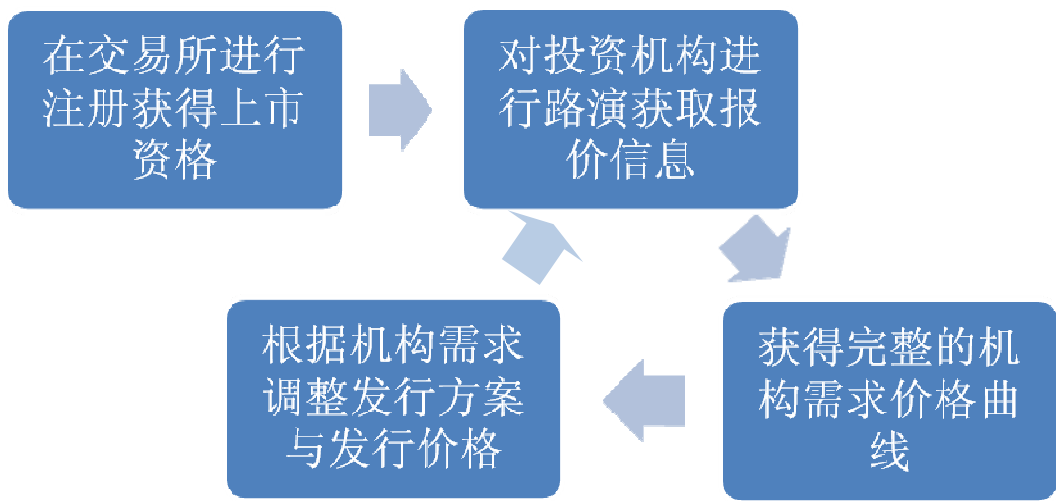 在交易所进行
注册获得上市
资格
对投资机构进
行路演获取报
价信息
获得完整的机
构需求价格曲
线
根据机构需求
调整发行方案
与发行价格